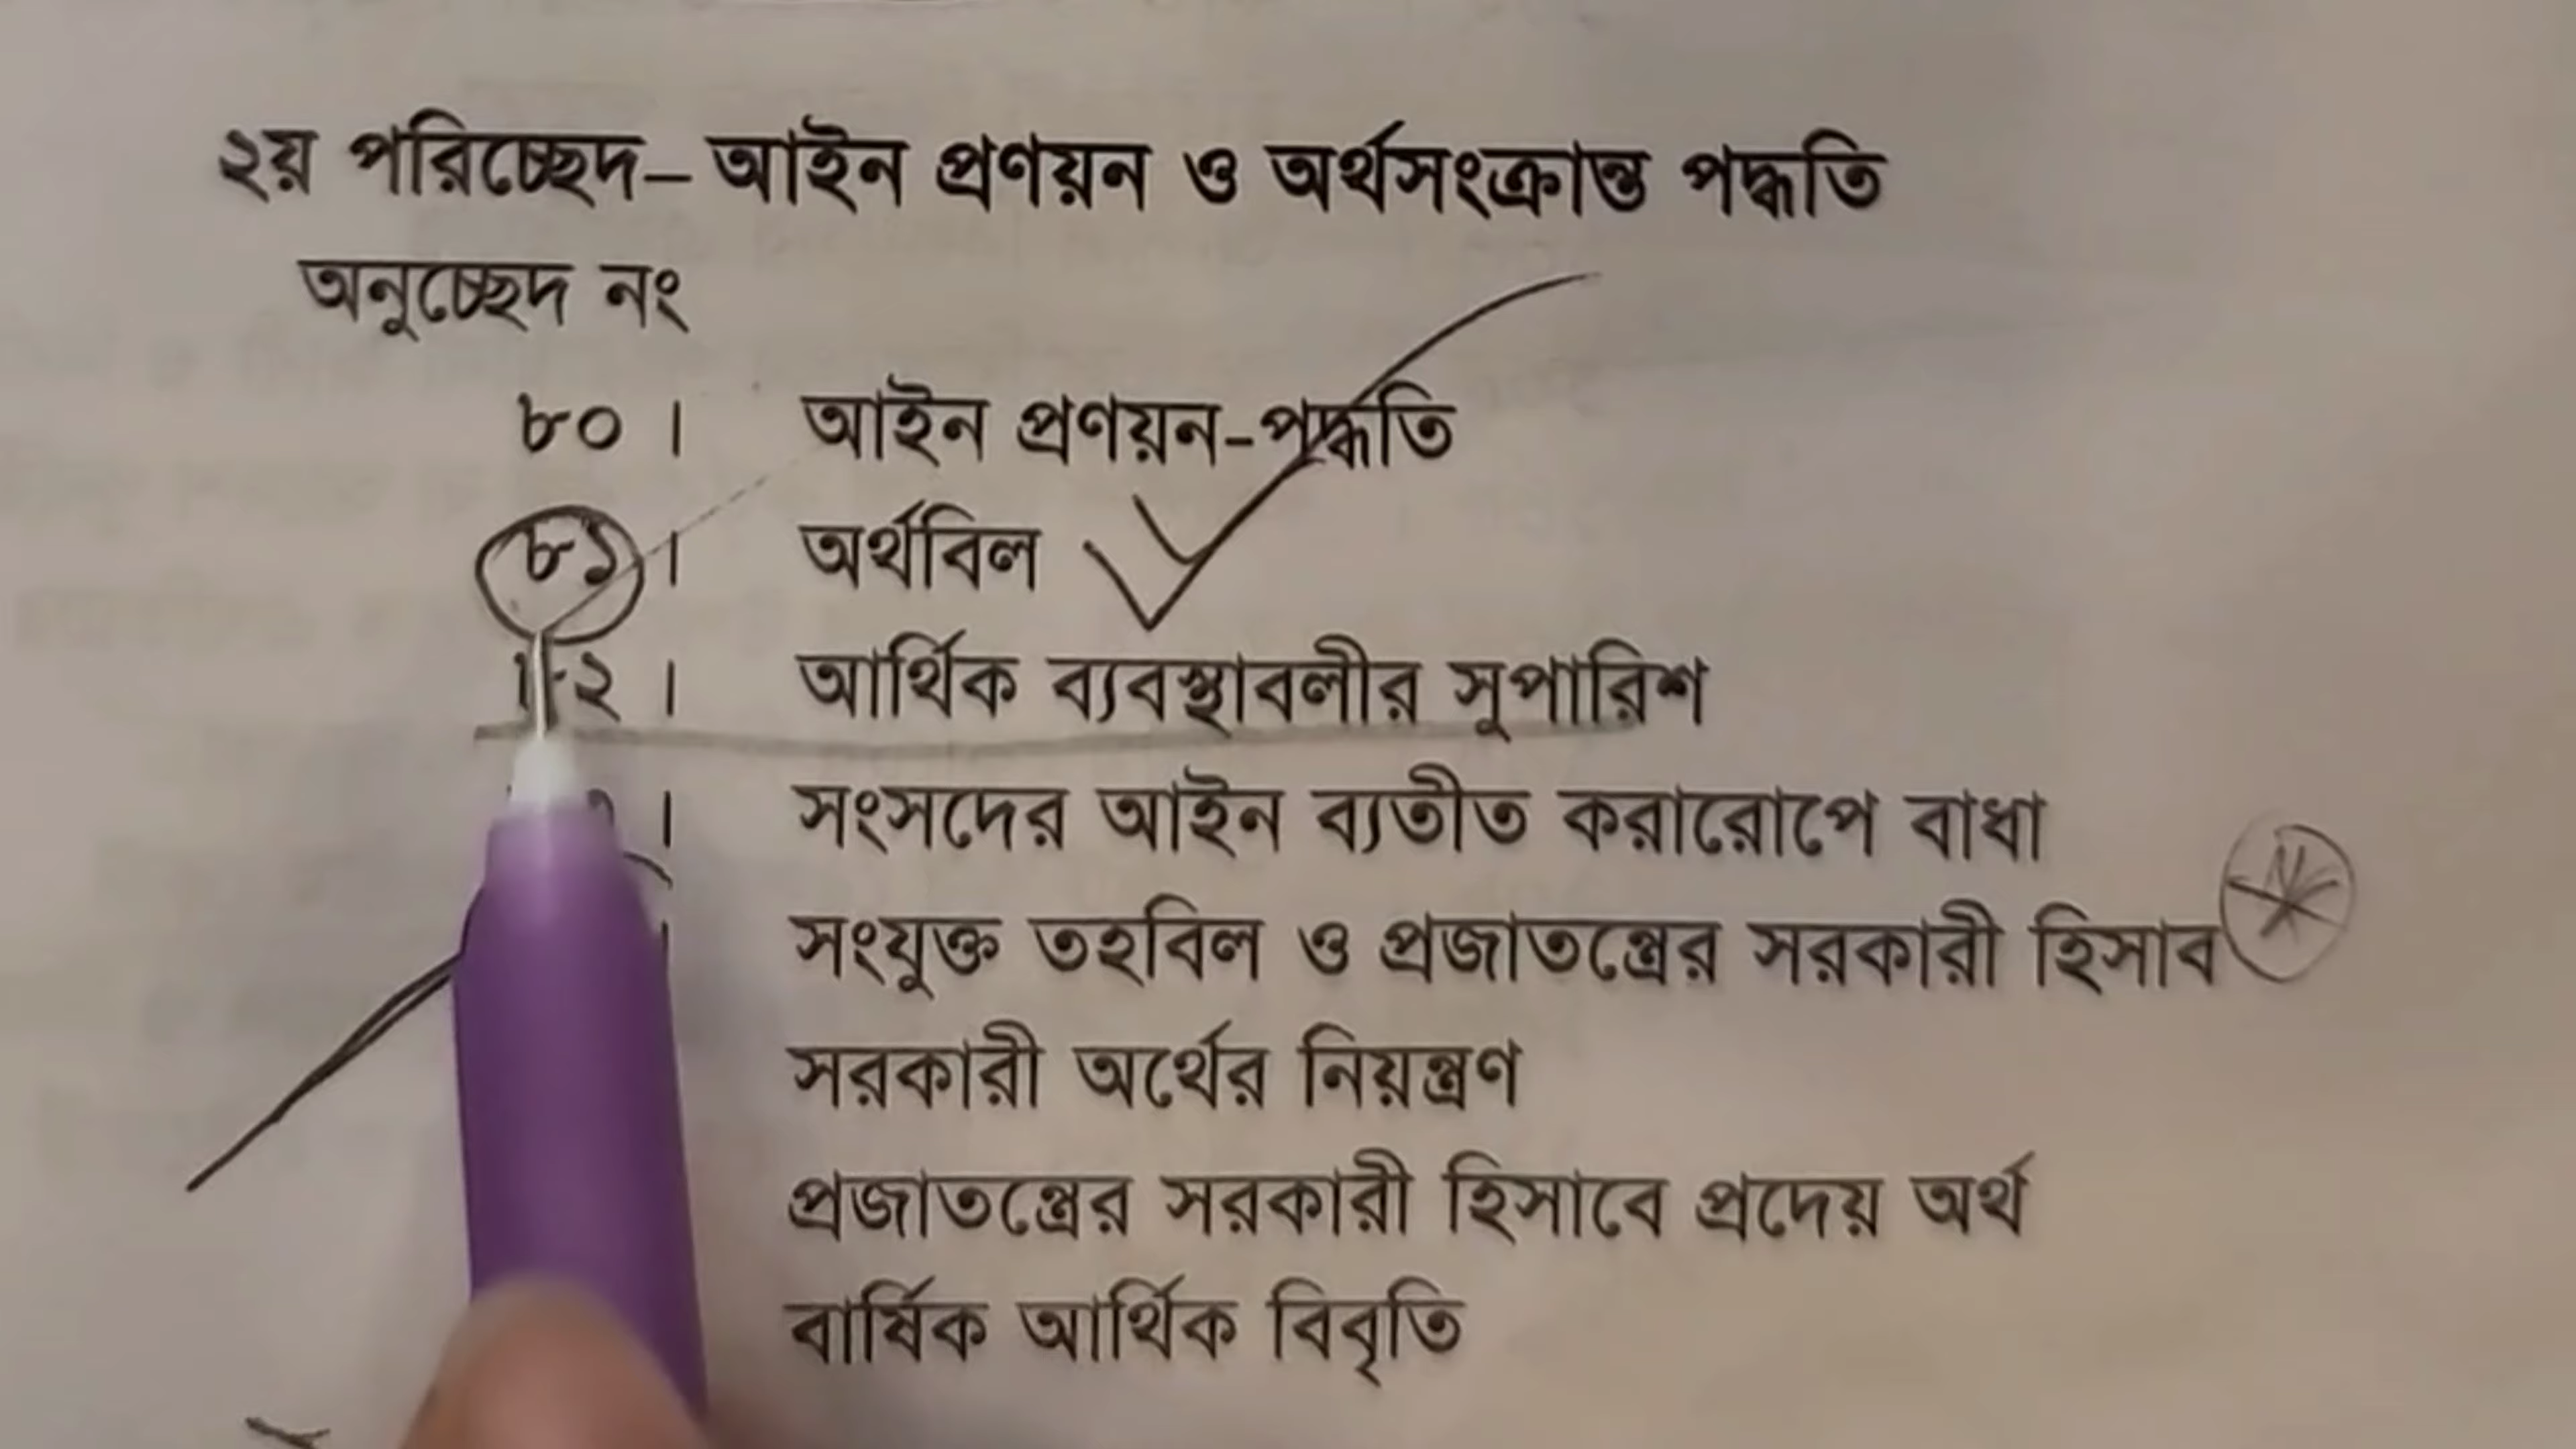 ২য় পরিচ্ছেদ– আইন প্রণয়ন ও অর্থসংক্রান্ত পদ্ধতি
অনুচ্ছেদ নং
৮০ । আইন প্রণয়ন-পদ্ধতি
৮১ । অর্থবিল
৮২ । আর্থিক ব্যবস্থাবলীর সুপারিশ
। সংসদের আইন ব্যতীত করারোপে বাধা
। সংযুক্ত তহবিল ও প্রজাতন্ত্রের সরকারী হিসাব
সরকারী অর্থের নিয়ন্ত্রণ
প্রজাতন্ত্রের সরকারী হিসাবে প্রদেয় অর্থ
বার্ষিক আর্থিক বিবৃতি